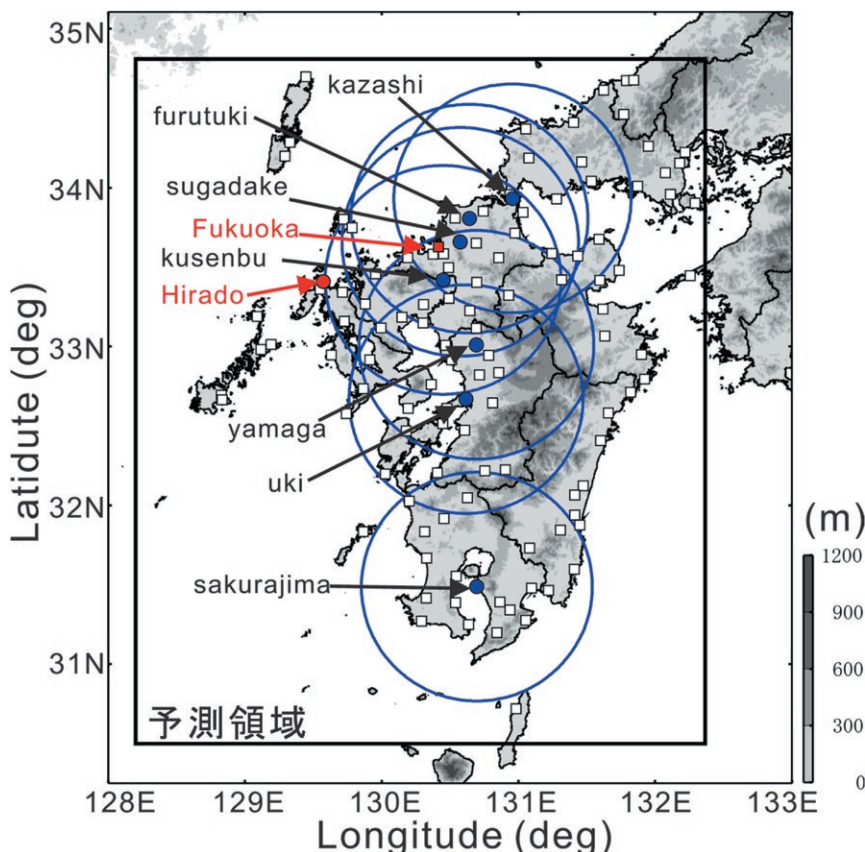 35N
34N
33N
32N
31N
Latidute (deg)
kazashi
furutuki
sugadake
Fukuoka
kusenbu
Hirado
yamaga
uki
sakurajima
予測領域
(m)
1200
900
600
300
0
128E
129E
130E
131E
132E
133E
Longitude (deg)